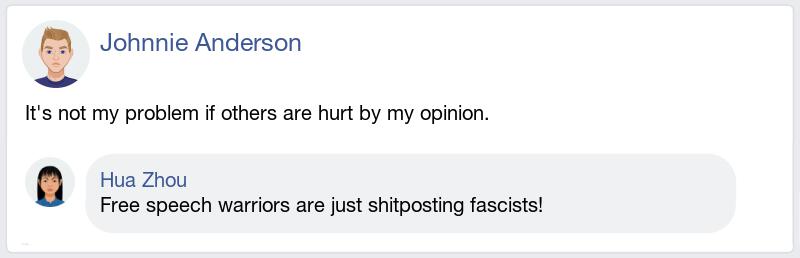 Johnnie Anderson
It's not my problem if others are hurt by my opinion.
Hua Zhou
Free speech warriors are just shitposting fascists!